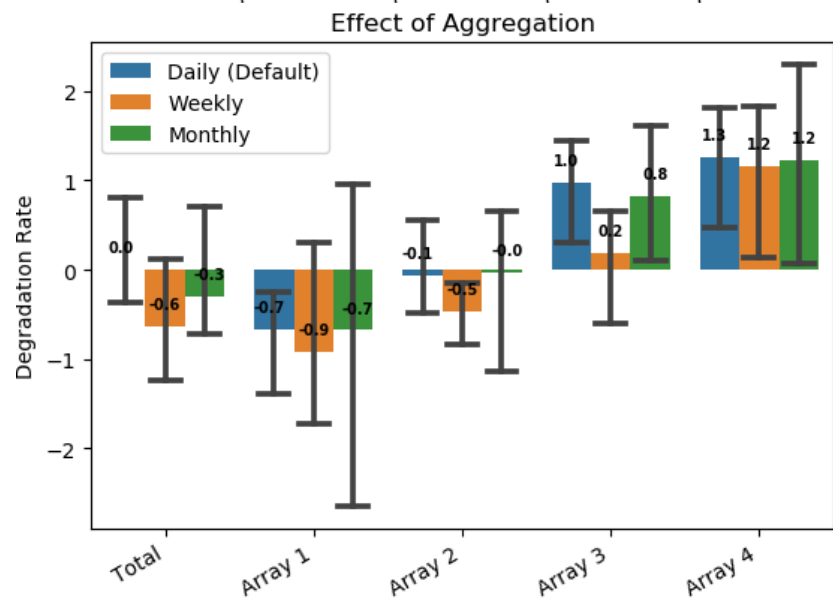 Effect of Aggregation
Daily (Default)
Weekly
Monthly
Degradation Rate
2
1
0
−1
−2
0.0
-0.6
-0.3
-0.7
-0.9
-0.7
-0.1
-0.5
-0.0
1.0
0.2
0.8
1.3
1.2
1.2
Total
Array 1
Array 2
Array 3
Array 4